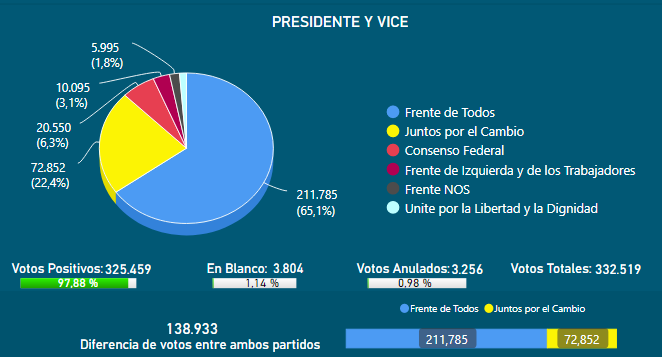 PRESIDENTE Y VICE
5.995
(1,8%)
10.095
(3,1%)
20.550
(6,3%)
72.852
(22,4%)
211.785
(65,1%)
Frente de Todos
Juntos por el Cambio
Consenso Federal
Frente de Izquierda y de los Trabajadores
Frente NOS
Unite por la Libertad y la Dignidad
Votos Positivos: 325.459
97,88 %
En Blanco: 3.804
1,14 %
Votos Anulados: 3.256
0,98 %
Votos Totales: 332.519
Frente de Todos Juntos por el Cambio
138.933
Diferencia de votos entre ambos partidos
211,785 72,852